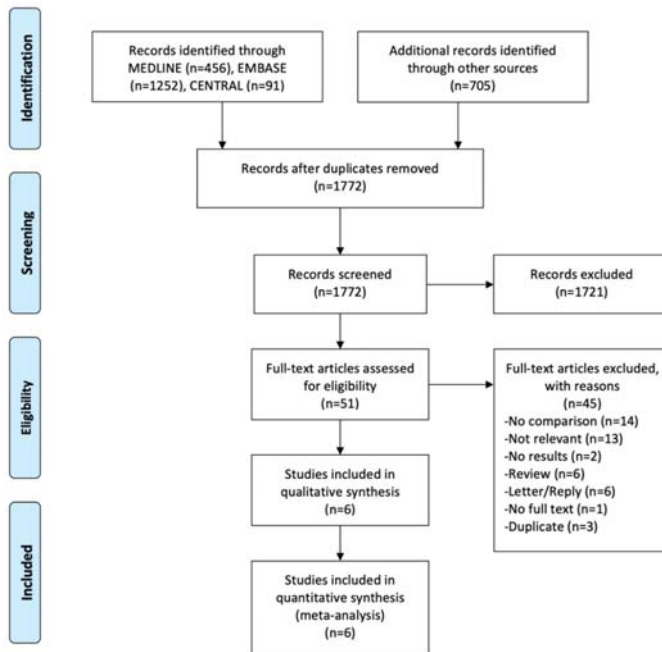 Identification
Records identified through
MEDLINE (n=456), EMBASE
(n=1252), CENTRAL (n=91)
Additional records identified
through other sources
(n=705)
Records after duplicates removed
(n=1772)
Screening
Records screened
(n=1772)
Records excluded
(n=1721)
Eligibility
Full-text articles assessed
for eligibility
(n=51)
Full-text articles excluded,
with reasons
(n=45)
-No comparison (n=14)
-Not relevant (n=13)
-No results (n=2)
-Review (n=6)
-Letter/Reply (n=6)
-No full text (n=1)
-Duplicate (n=3)
Studies included in
qualitative synthesis
(n=6)
Included
Studies included in
quantitative synthesis
(meta-analysis)
(n=6)